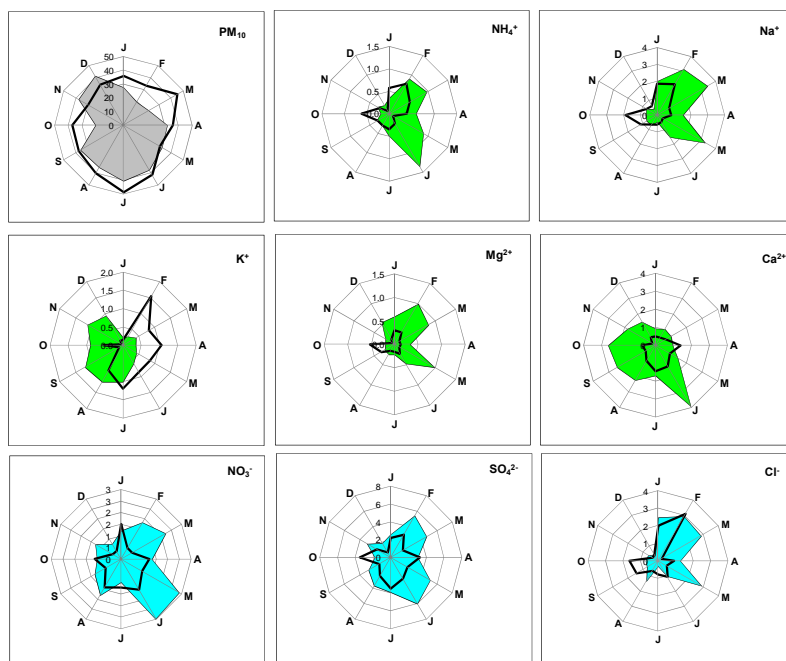 PM₁₀
J
50
D F
40
30
N M
20
10
O 0 A
S M
A J
J
NH₄⁺
J
1.5
D F
1.0
N M
0.5
O 0.0 A
S M
A J
J
Na⁺
J
4
D F
3
N M
2
1
O 0 A
S M
A J
J
K⁺
J
2.0
D F
1.5
N M
1.0
0.5
O 0.0 A
S M
A J
J
Mg²⁺
J
1.5
D F
1.0
N M
0.5
O 0.0 A
S M
A J
J
Ca²⁺
J
4
D F
3
N M
2
1
O 0 A
S M
A J
J
NO₃⁻
J
3
D F
3
2
N M
2
1
1
O 0 A
S M
A J
J
SO₄²⁻
J
8
D F
6
N M
4
2
O 0 A
S M
A J
J
Cl⁻
J
4
D F
3
N M
2
1
O 0 A
S M
A J
J